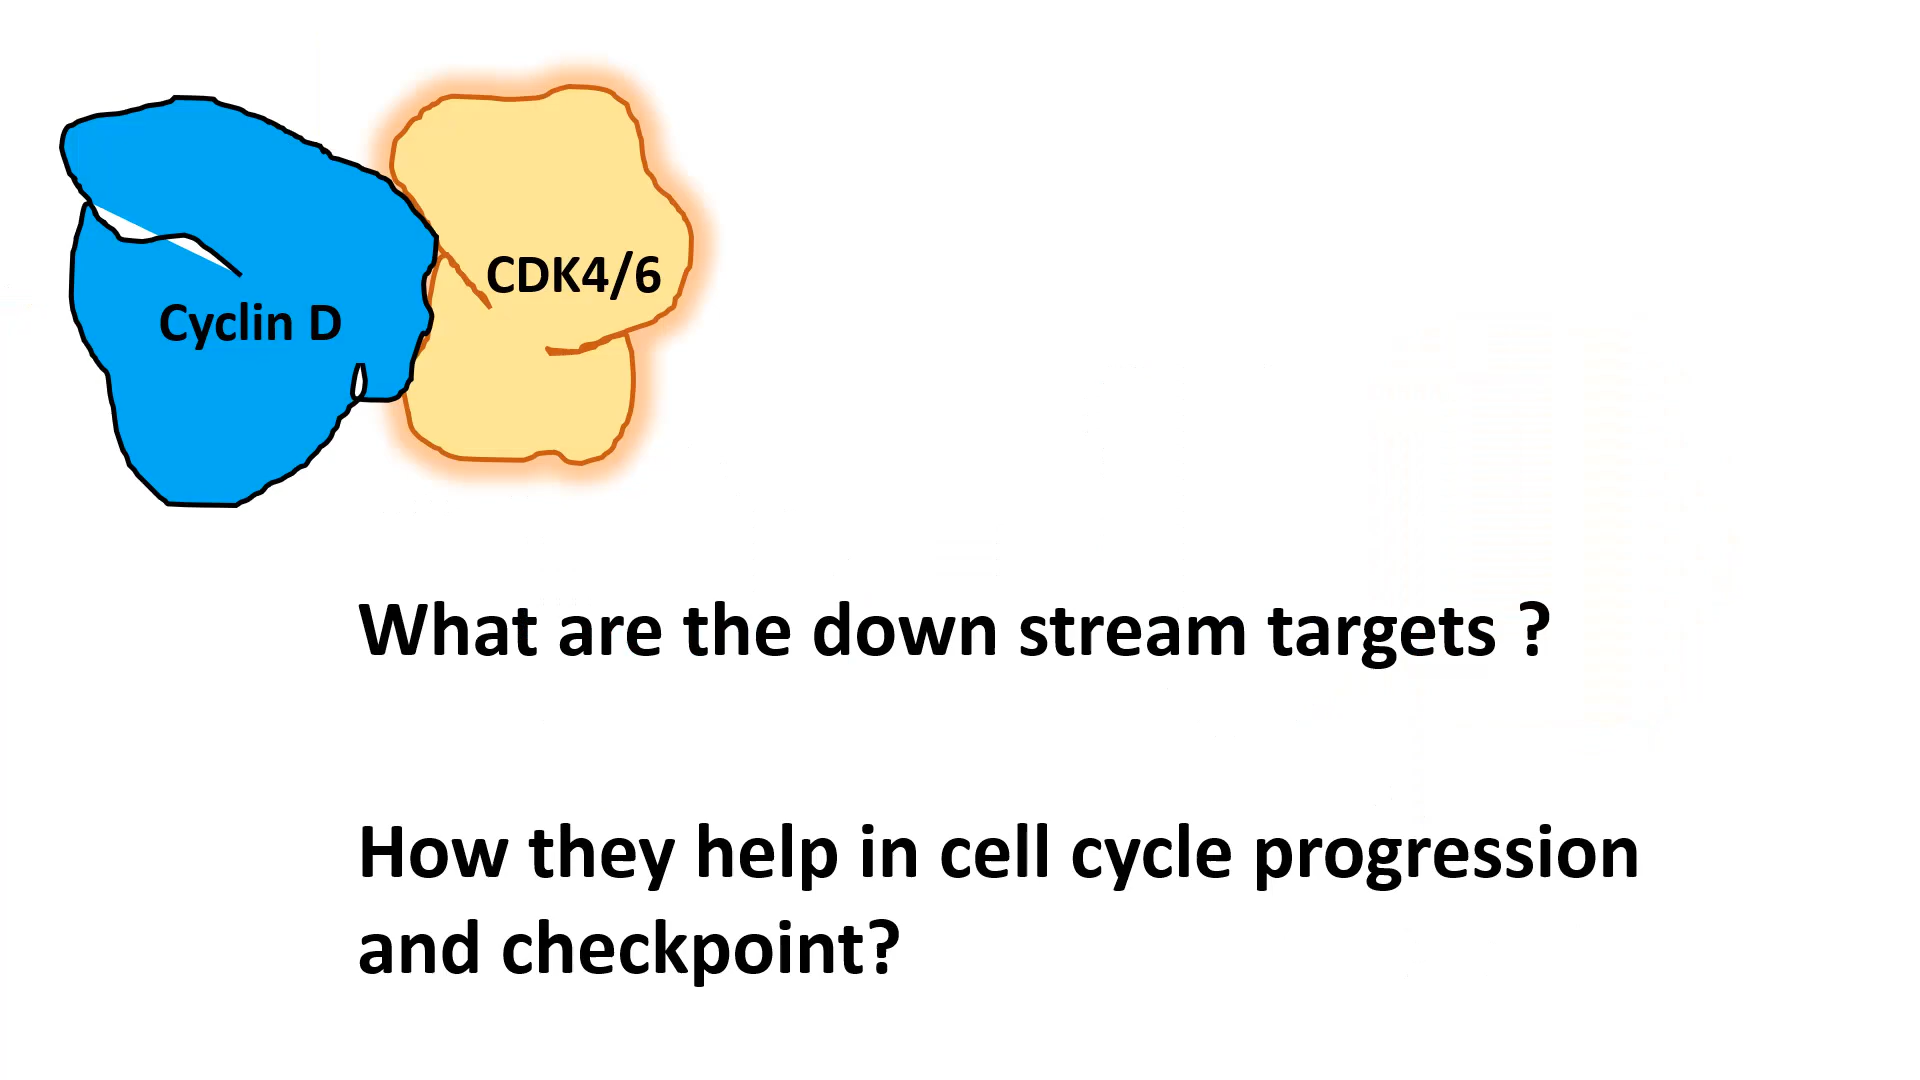 CDK4/6
Cyclin D
What are the down stream targets ?
How they help in cell cycle progression
and checkpoint?